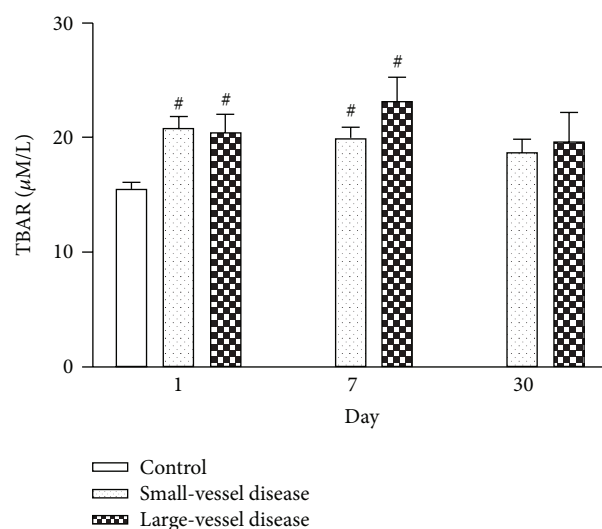 30
20
10
0
TBAR (μM/L)
# # # #
1 7 30
Day
Control
Small-vessel disease
Large-vessel disease